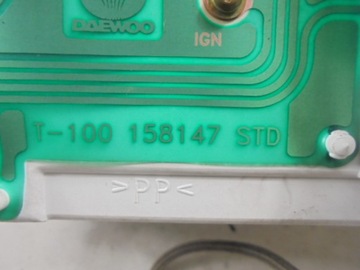 DAEWOO
IGN
T-100 158147 STD
>PP<